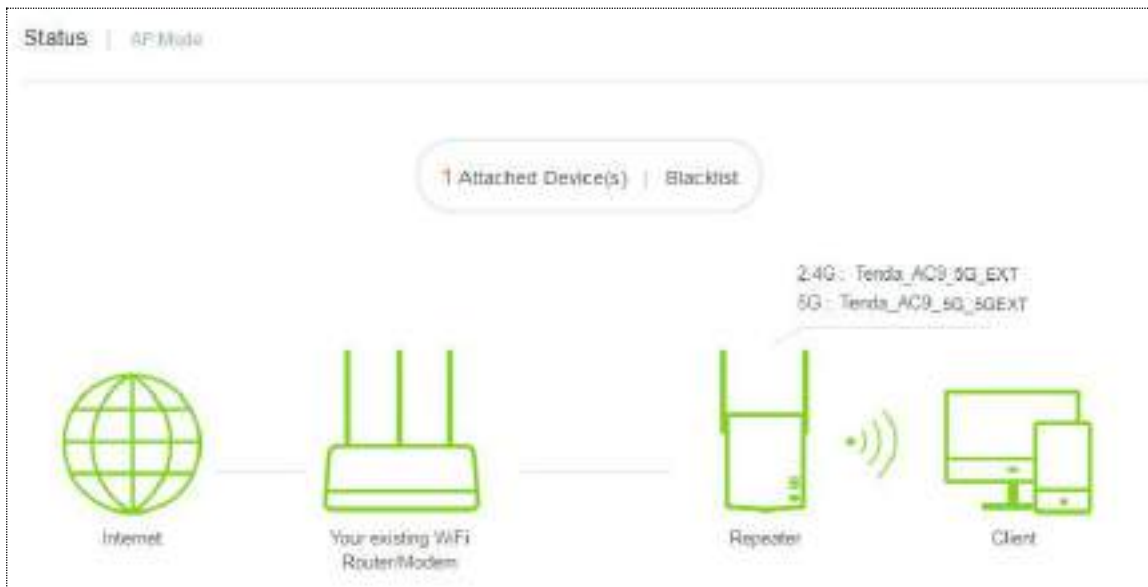 Status | AP Mode
1 Attached Device(s) | Blacklist
2.4G : Tenda_AC9_5G_EXT
5G : Tenda_AC9_5G_5GEXT
Internet
Your existing WiFi
Router/Modem
Repeater
Client